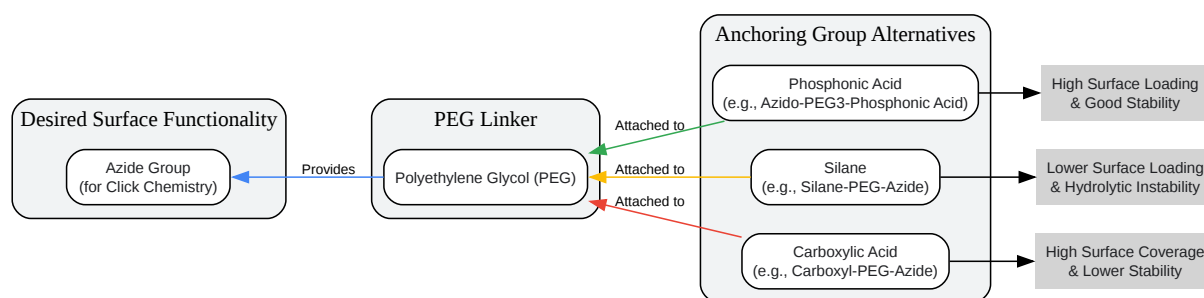 Desired Surface Functionality
Azide Group
(for Click Chemistry)
Provides
PEG Linker
Polyethylene Glycol (PEG)
Attached to
Attached to
Attached to
Anchoring Group Alternatives
Phosphonic Acid
(e.g., Azido-PEG3-Phosphonic Acid)
Silane
(e.g., Silane-PEG-Azide)
Carboxylic Acid
(e.g., Carboxyl-PEG-Azide)
High Surface Loading
& Good Stability
Lower Surface Loading
& Hydrolytic Instability
High Surface Coverage
& Lower Stability